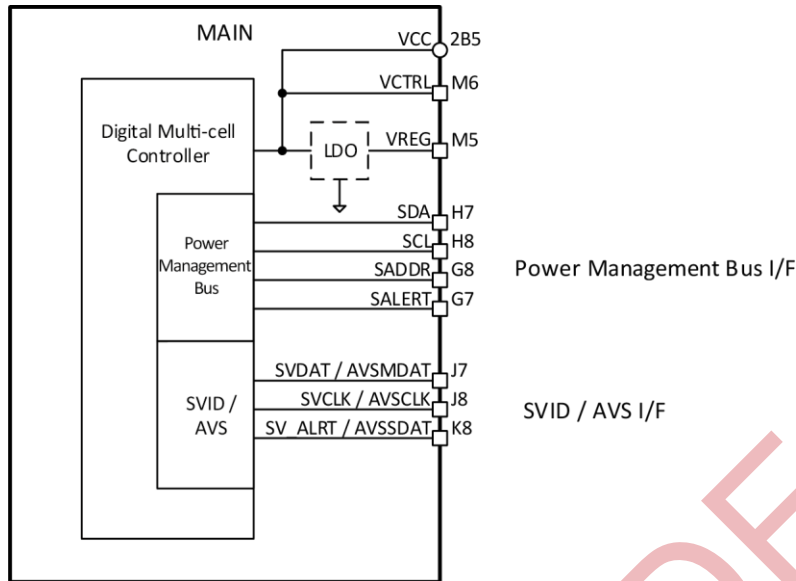 MAIN
VCC 2B5
VCTRL M6
Digital Multi-cell
Controller
LDO
VREG M5
SDA H7
SCL H8
SADDR G8
SALERT G7
Power
Management
Bus
Power Management Bus I/F
SVDAT / AVSMDAT J7
SVCLK / AVSCLK J8
SV_ALRT / AVSSDAT K8
SVID /
AVS
SVID / AVS I/F